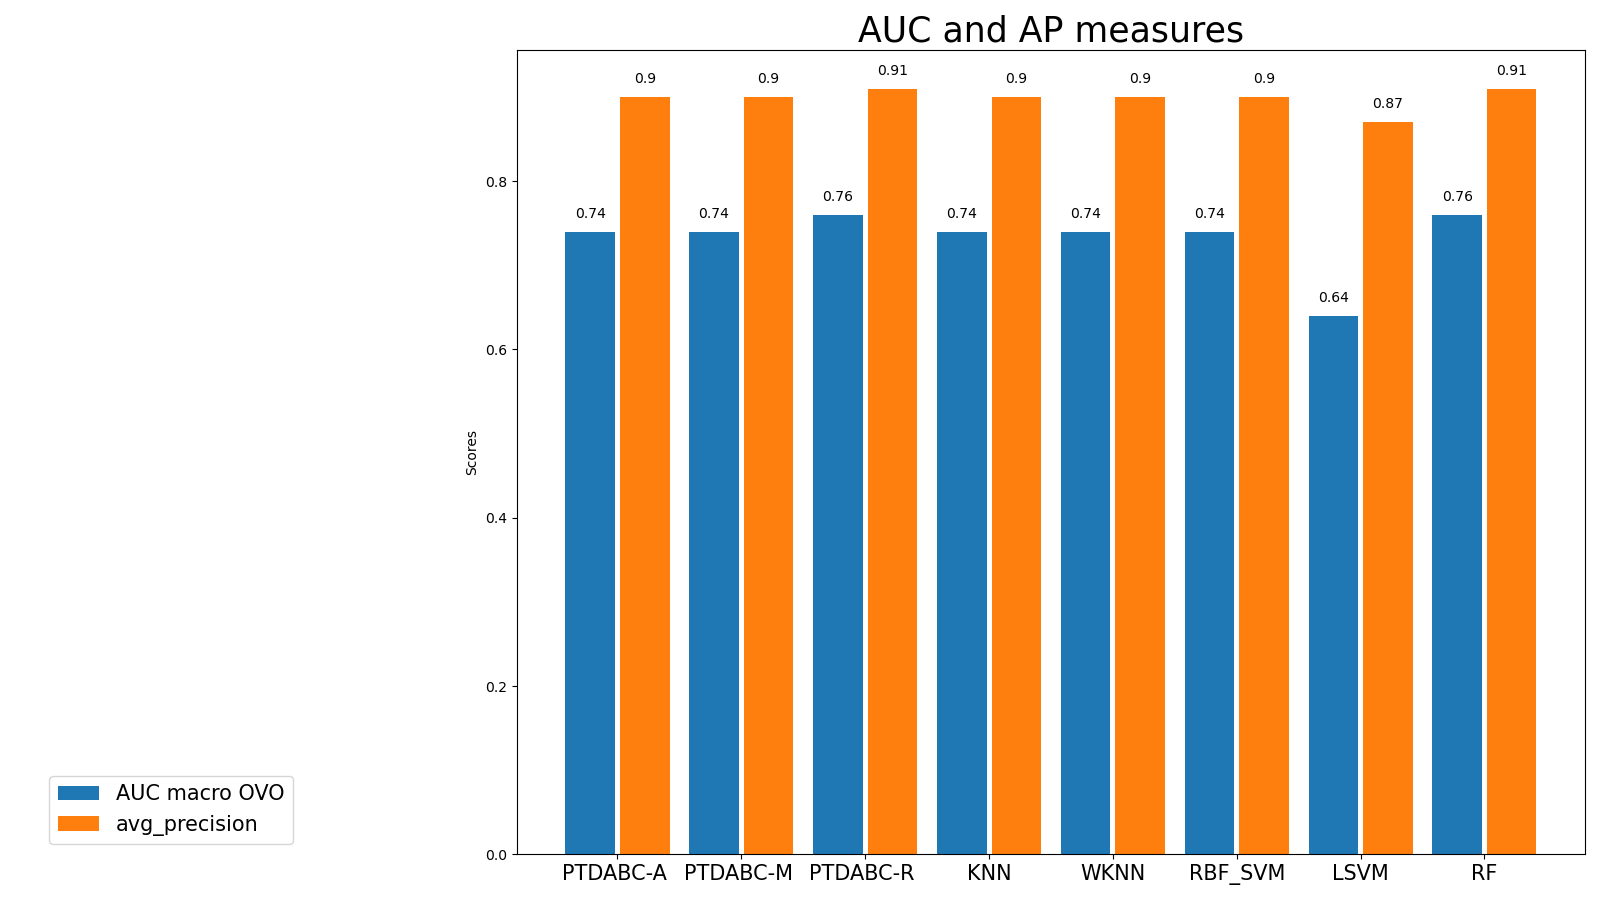 AUC and AP measures
0.9
0.9
0.91
0.9
0.9
0.9
0.87
0.91
0.74
0.74
0.76
0.74
0.74
0.74
0.64
0.76
0.8
0.6
0.4
0.2
0.0
Scores
PTDABC-A
PTDABC-M
PTDABC-R
KNN
WKNN
RBF_SVM
LSVM
RF
AUC macro OVO
avg_precision